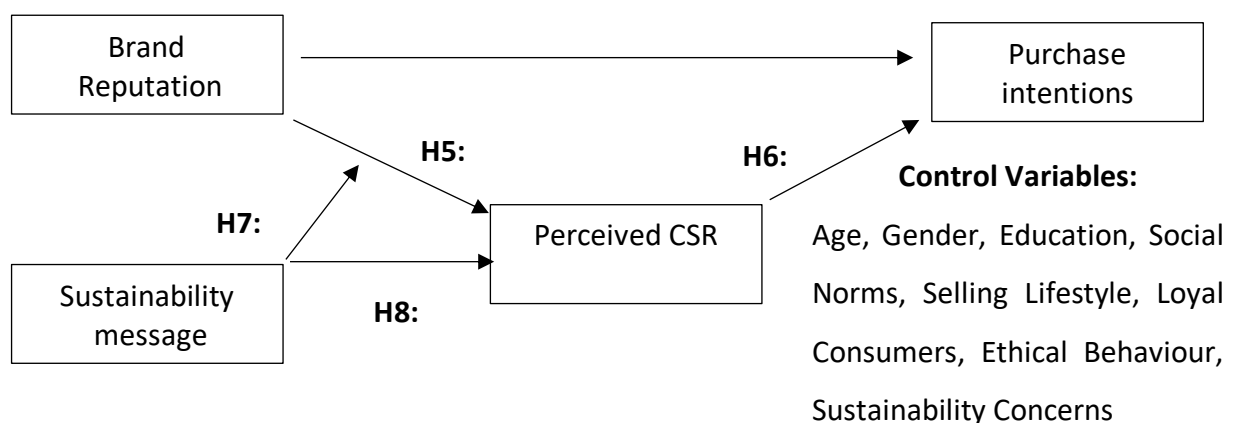 Brand
Reputation
Purchase
intentions
H5:
H6:
Control Variables:
H7:
Perceived CSR
Age, Gender, Education, Social
Norms, Selling Lifestyle, Loyal
Consumers, Ethical Behaviour,
Sustainability Concerns
Sustainability
message
H8: